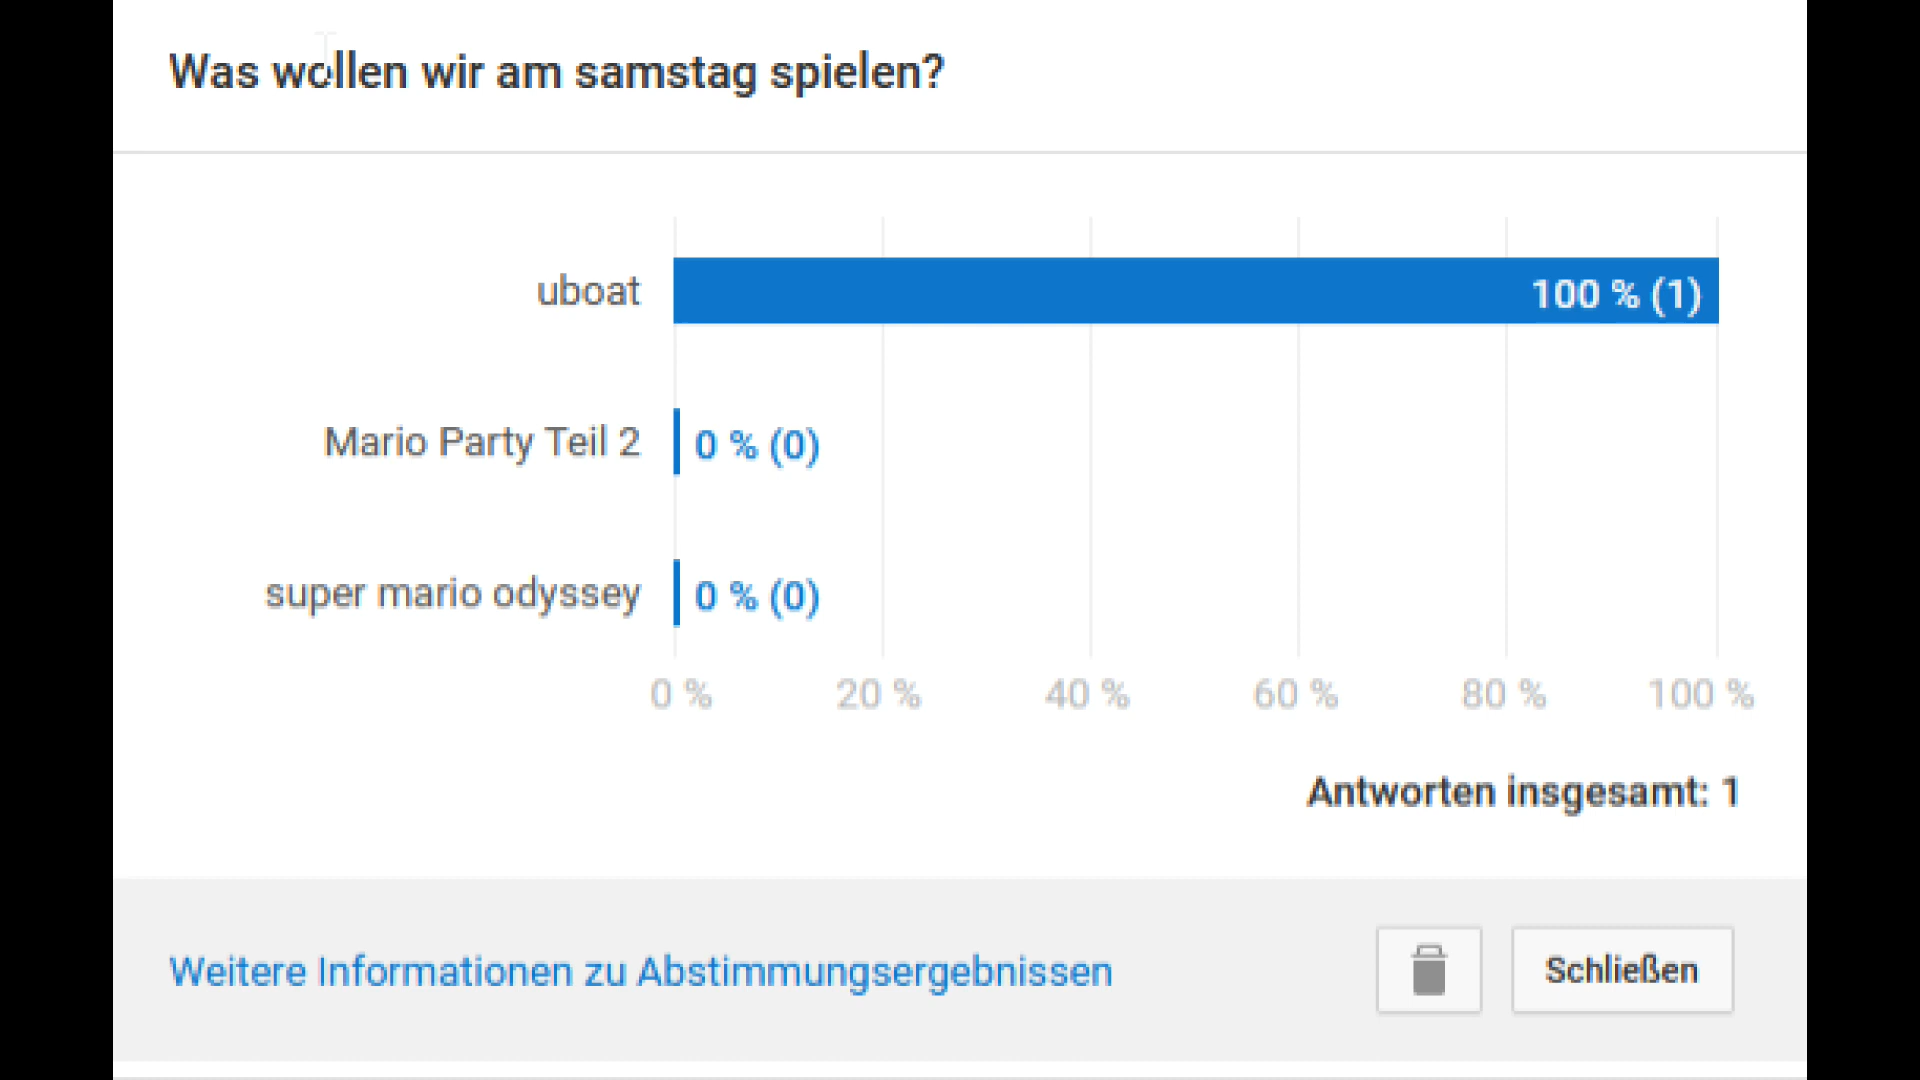 Was wollen wir am samstag spielen?
uboat 100 % (1)
Mario Party Teil 2 0 % (0)
super mario odyssey 0 % (0)
0 % 20 % 40 % 60 % 80 % 100 %
Antworten insgesamt: 1
Weitere Informationen zu Abstimmungsergebnissen Schließen